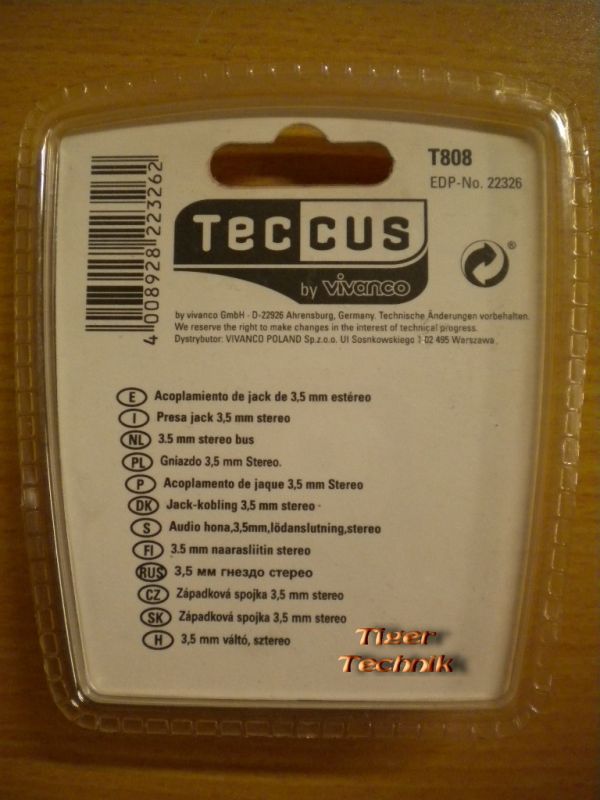 T808
EDP-No. 22326
4 008928 223262
TECCUS
by vivanco
®
by vivanco GmbH - D-22926 Ahrensburg, Germany. Technische Änderungen vorbehalten.
We reserve the right to make changes in the interest of technical progress.
Dystrybutor: VIVANCO POLAND Sp.z.o.o. Ul Sosnkowskiego 1 02 495 Warszawa
E Acoplamiento de jack de 3,5 mm estéreo
I Presa jack 3,5 mm stereo
NL 3.5 mm stereo bus
PL Gniazdo 3,5 mm Stereo.
P Acoplamento de jaque 3,5 mm Stereo
DK Jack-kobling 3,5 mm stereo
S Audio hona,3,5mm,lödanslutning,stereo
FI 3.5 mm naarasliitin stereo
RUS 3,5 мм гнездо стерео
CZ Západková spojka 3,5 mm stereo
SK Západková spojka 3,5 mm stereo
H 3,5 mm váltó, sztereo
Tiger
Technik